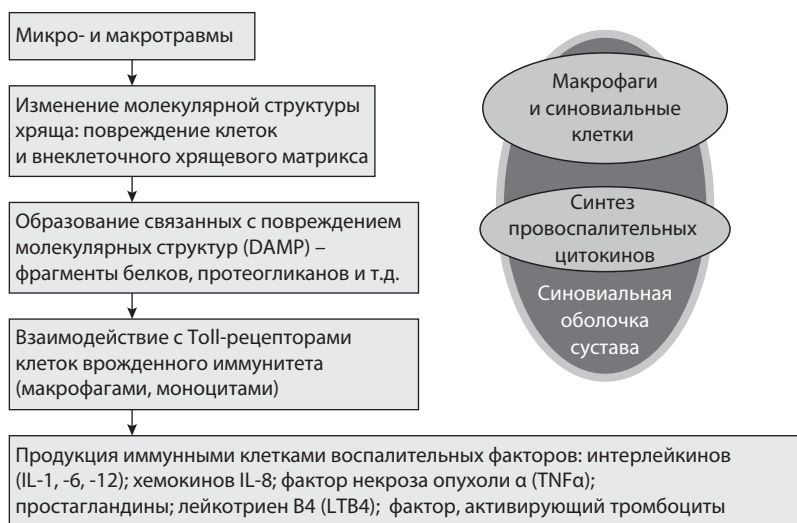 Микро- и макротравмы
Изменение молекулярной структуры
хряща: повреждение клеток
и внеклеточного хрящевого матрикса
Образование связанных с повреждением
молекулярных структур (DAMP) –
фрагменты белков, протеогликанов и т.д.
Взаимодействие с Toll-рецепторами
клеток врожденного иммунитета
(макрофагами, моноцитами)
Продукция иммунными клетками воспалительных факторов: интерлейкинов
(IL-1, -6, -12); хемокинов IL-8; фактор некроза опухоли α (TNFα);
простагландины; лейкотриен B4 (LTB4); фактор, активирующий тромбоциты
Макрофаги
и синовиальные
клетки
Синтез
провоспалительных
цитокинов
Синовиальная
оболочка
сустава